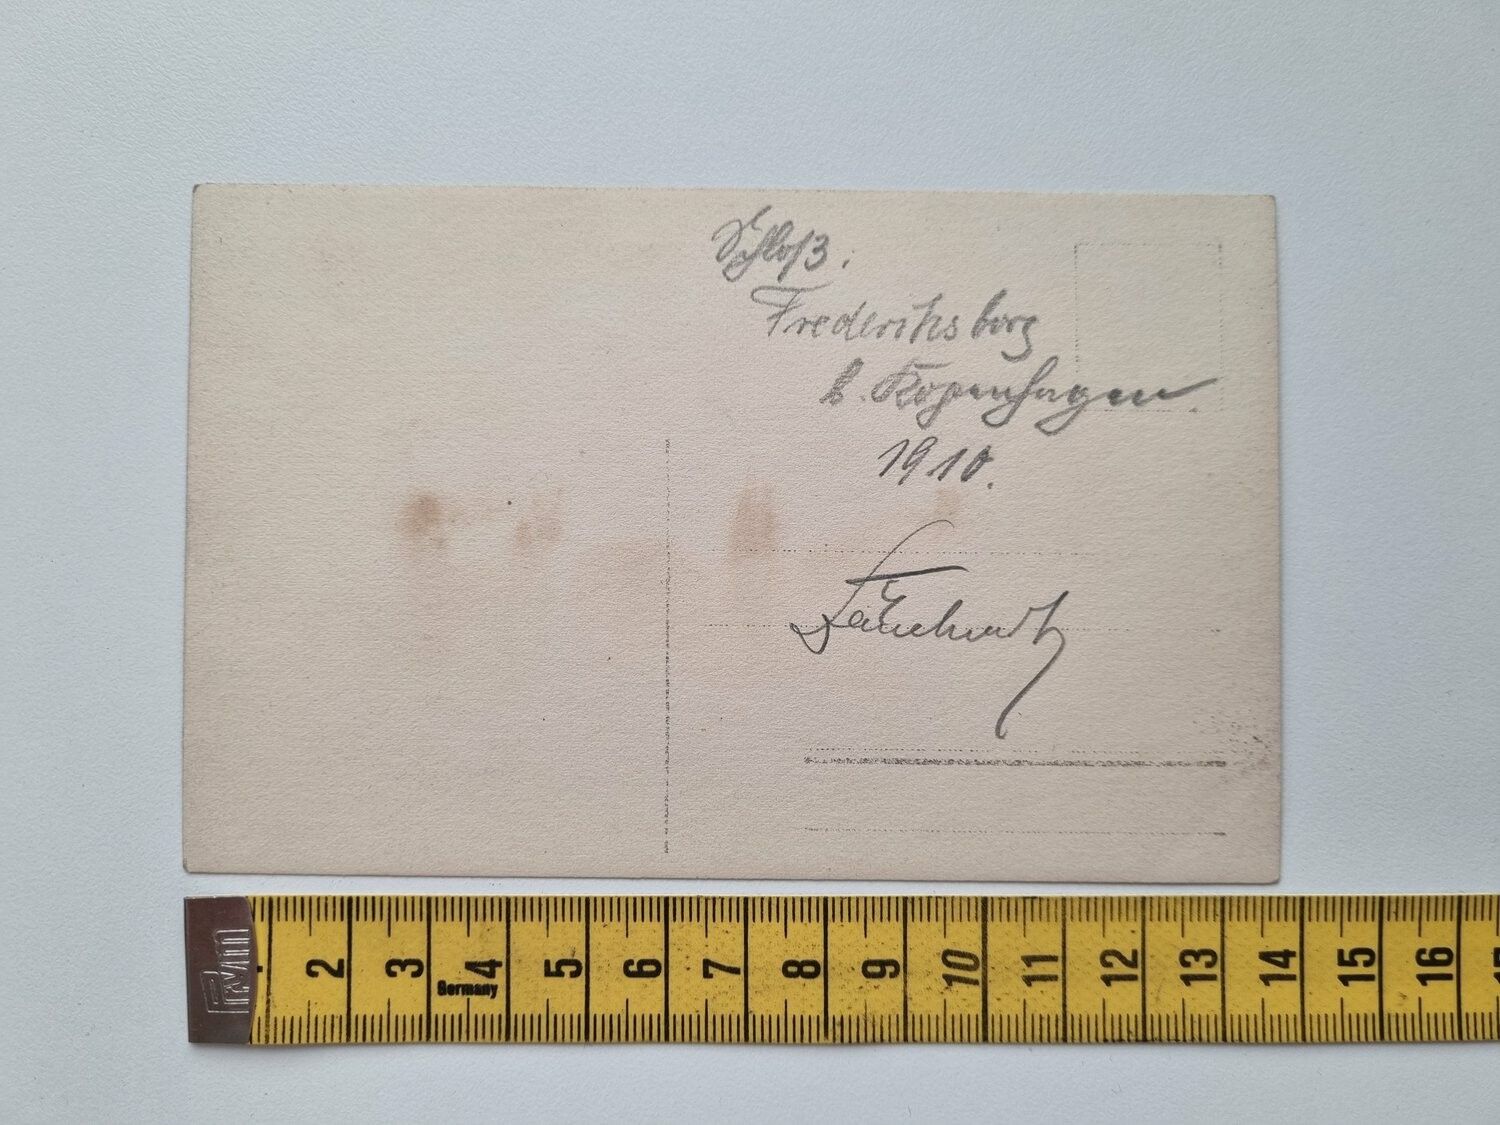 Schloß.
Frederiksborg
b. Kopenhagen.
1910.
2 3 4 5 6 7 8 9 10 11 12 13 14 15 16
Germany